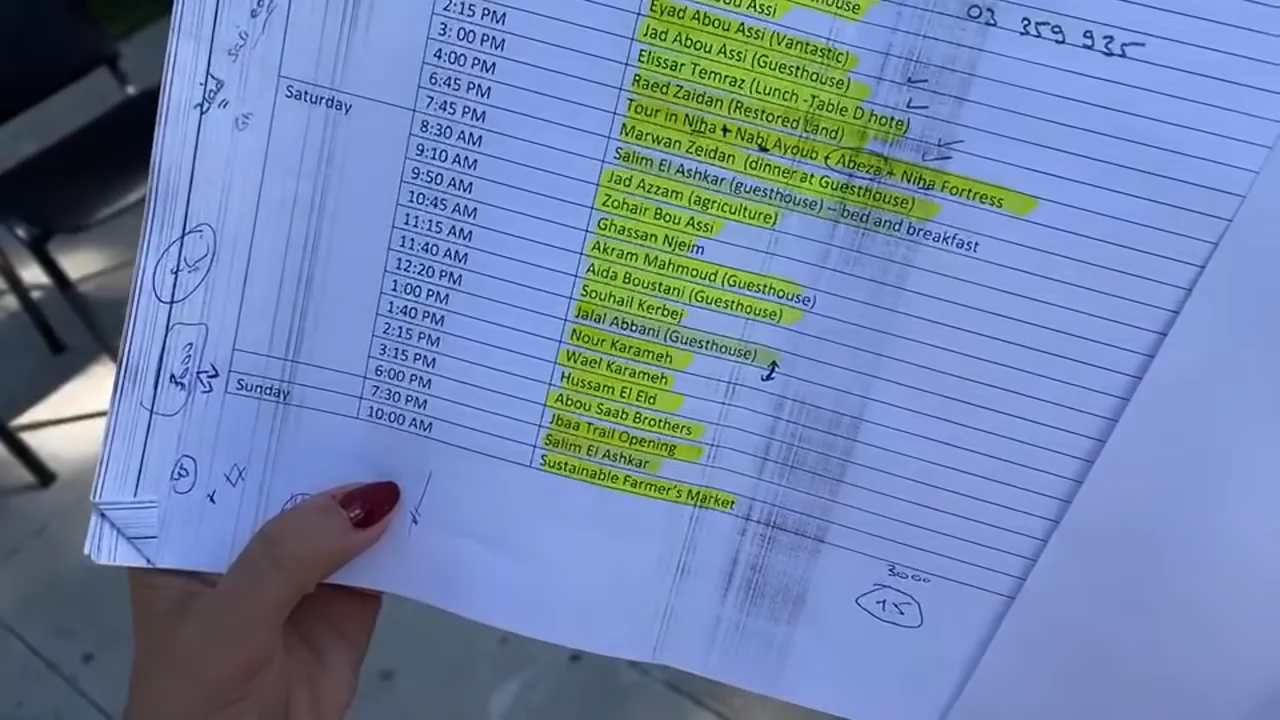 Assi
house
03 359 935
Eyad Abou Assi (Vantastic)
Jad Abou Assi (Guesthouse)
2:15 PM Elissar Temraz (Lunch -Table D hote)
3: 00 PM Raed Zaidan (Restored land)
4:00 PM Tour in Niha + Nabi Ayoub + Abeza + Niha Fortress
6:45 PM Marwan Zeidan (dinner at Guesthouse)
7:45 PM Salim El Ashkar (guesthouse) – bed and breakfast
Saturday 8:30 AM Jad Azzam (agriculture)
9:10 AM Zohair Bou Assi
9:50 AM Ghassan Njeim
10:45 AM Akram Mahmoud (Guesthouse)
11:15 AM Aida Boustani (Guesthouse)
11:40 AM Souhail Kerbej
12:20 PM Jalal Abbani (Guesthouse)
1:00 PM Nour Karameh
1:40 PM Wael Karameh
2:15 PM Hussam El Eid
3:15 PM Abou Saab Brothers
6:00 PM Jbaa Trail Opening
7:30 PM Salim El Ashkar
Sunday 10:00 AM Sustainable Farmer's Market
3000
15